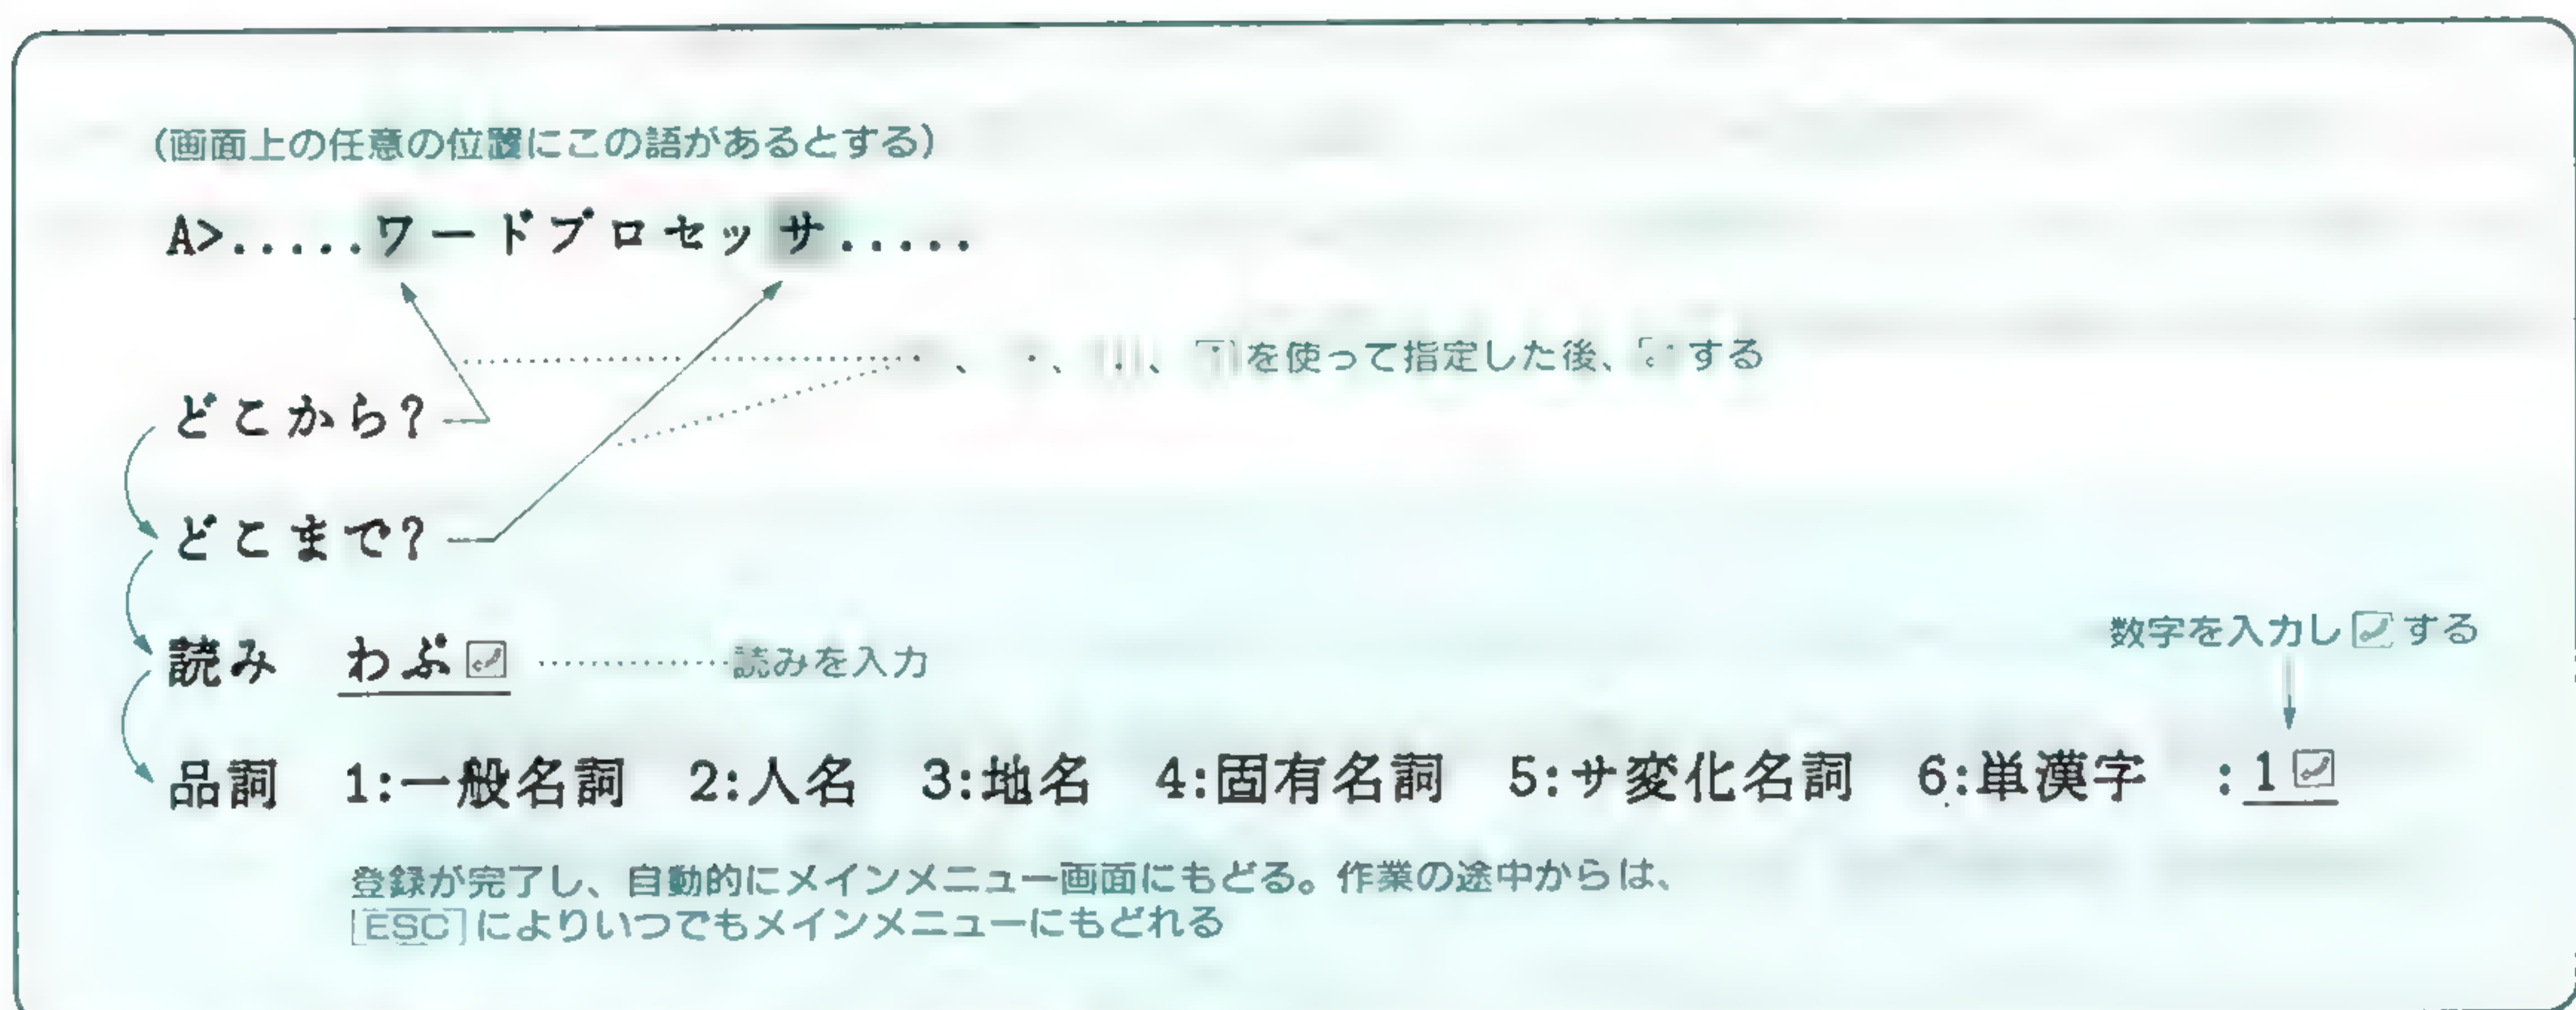 (画面上の任意の位置にこの語があるとする)
A>.....ワードプロセッサ.....
を使って指定した後、する
どこから?
どこまで?
数字を入力し↵する
読み わぷ↵ 読みを入力
品詞 1:一般名詞 2:人名 3:地名 4:固有名詞 5:サ変化名詞 6:単漢字 :1↵
登録が完了し、自動的にメインメニュー画面にもどる。作業の途中からは、
ESCによりいつでもメインメニューにもどれる